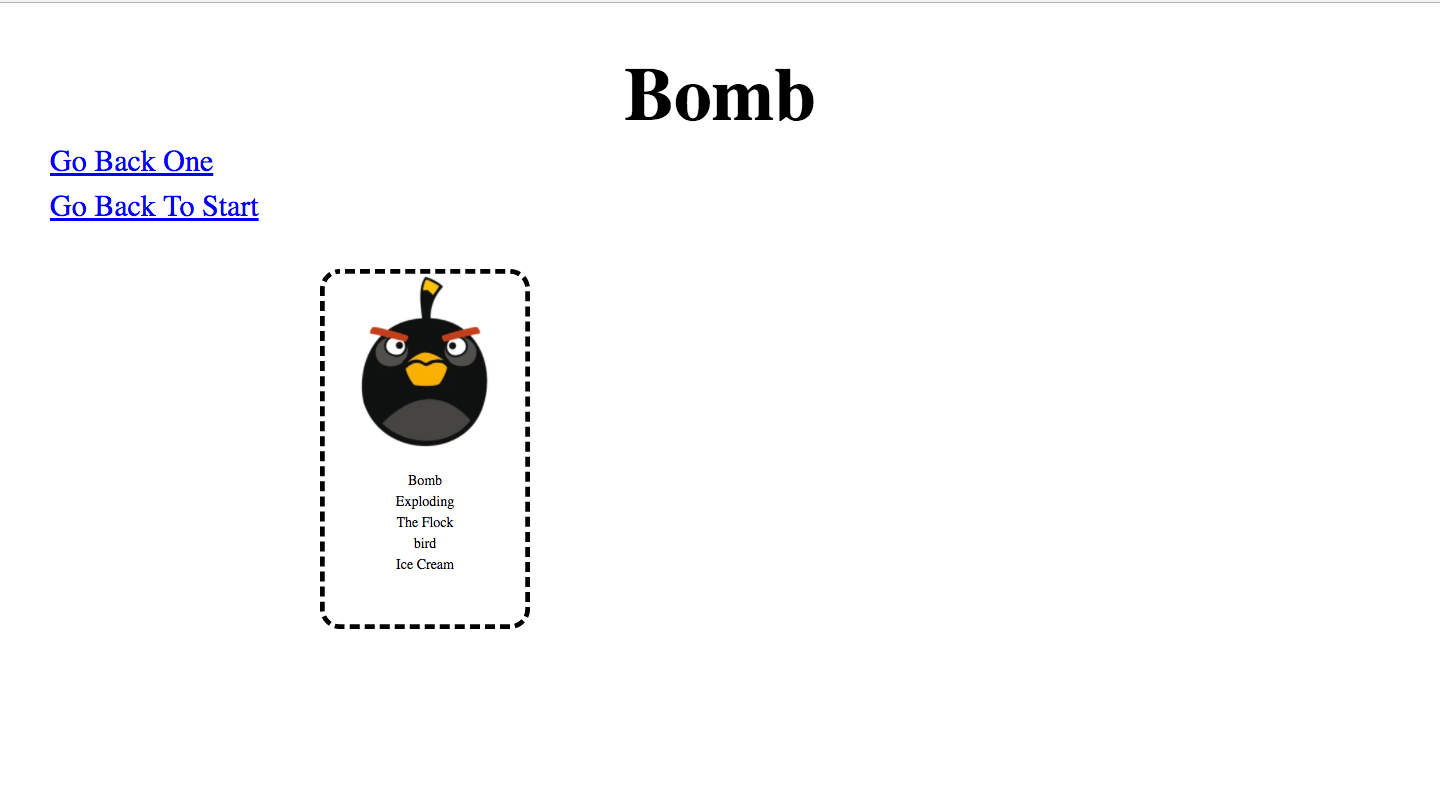 Bomb
Go Back One
Go Back To Start
Bomb
Exploding
The Flock
bird
Ice Cream